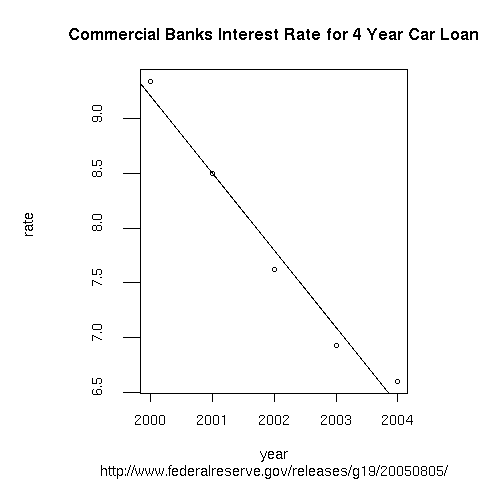 Commercial Banks Interest Rate for 4 Year Car Loan
rate
9.0
8.5
8.0
7.5
7.0
6.5
2000 2001 2002 2003 2004
year
http://www.federalreserve.gov/releases/g19/20050805/